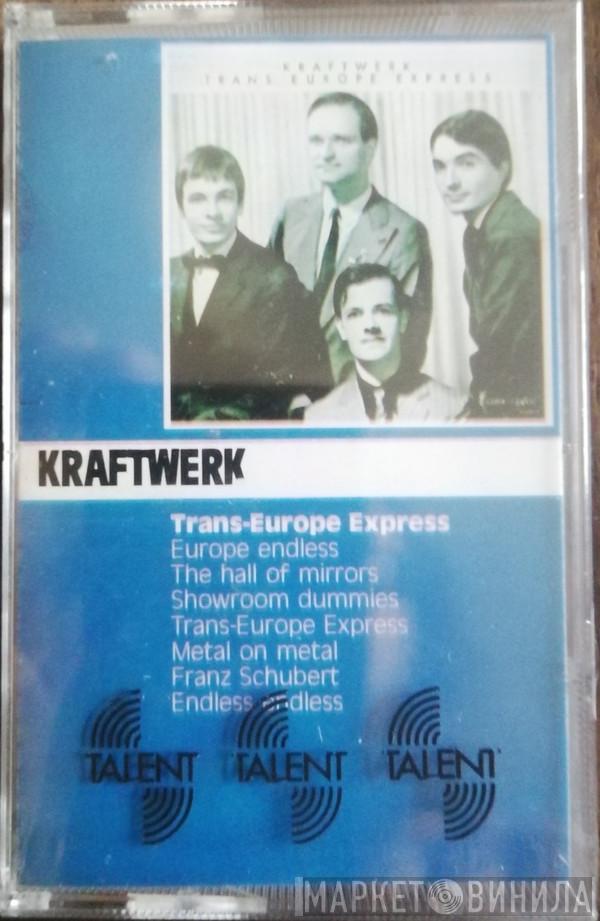 KRAFTWERK
TRANS EUROPE EXPRESS
KRAFTWERK
Trans-Europe Express
Europe endless
The hall of mirrors
Showroom dummies
Trans-Europe Express
Metal on metal
Franz Schubert
Endless endless
TALENT TALENT TALENT
МАРКЕТ ВИНИЛА